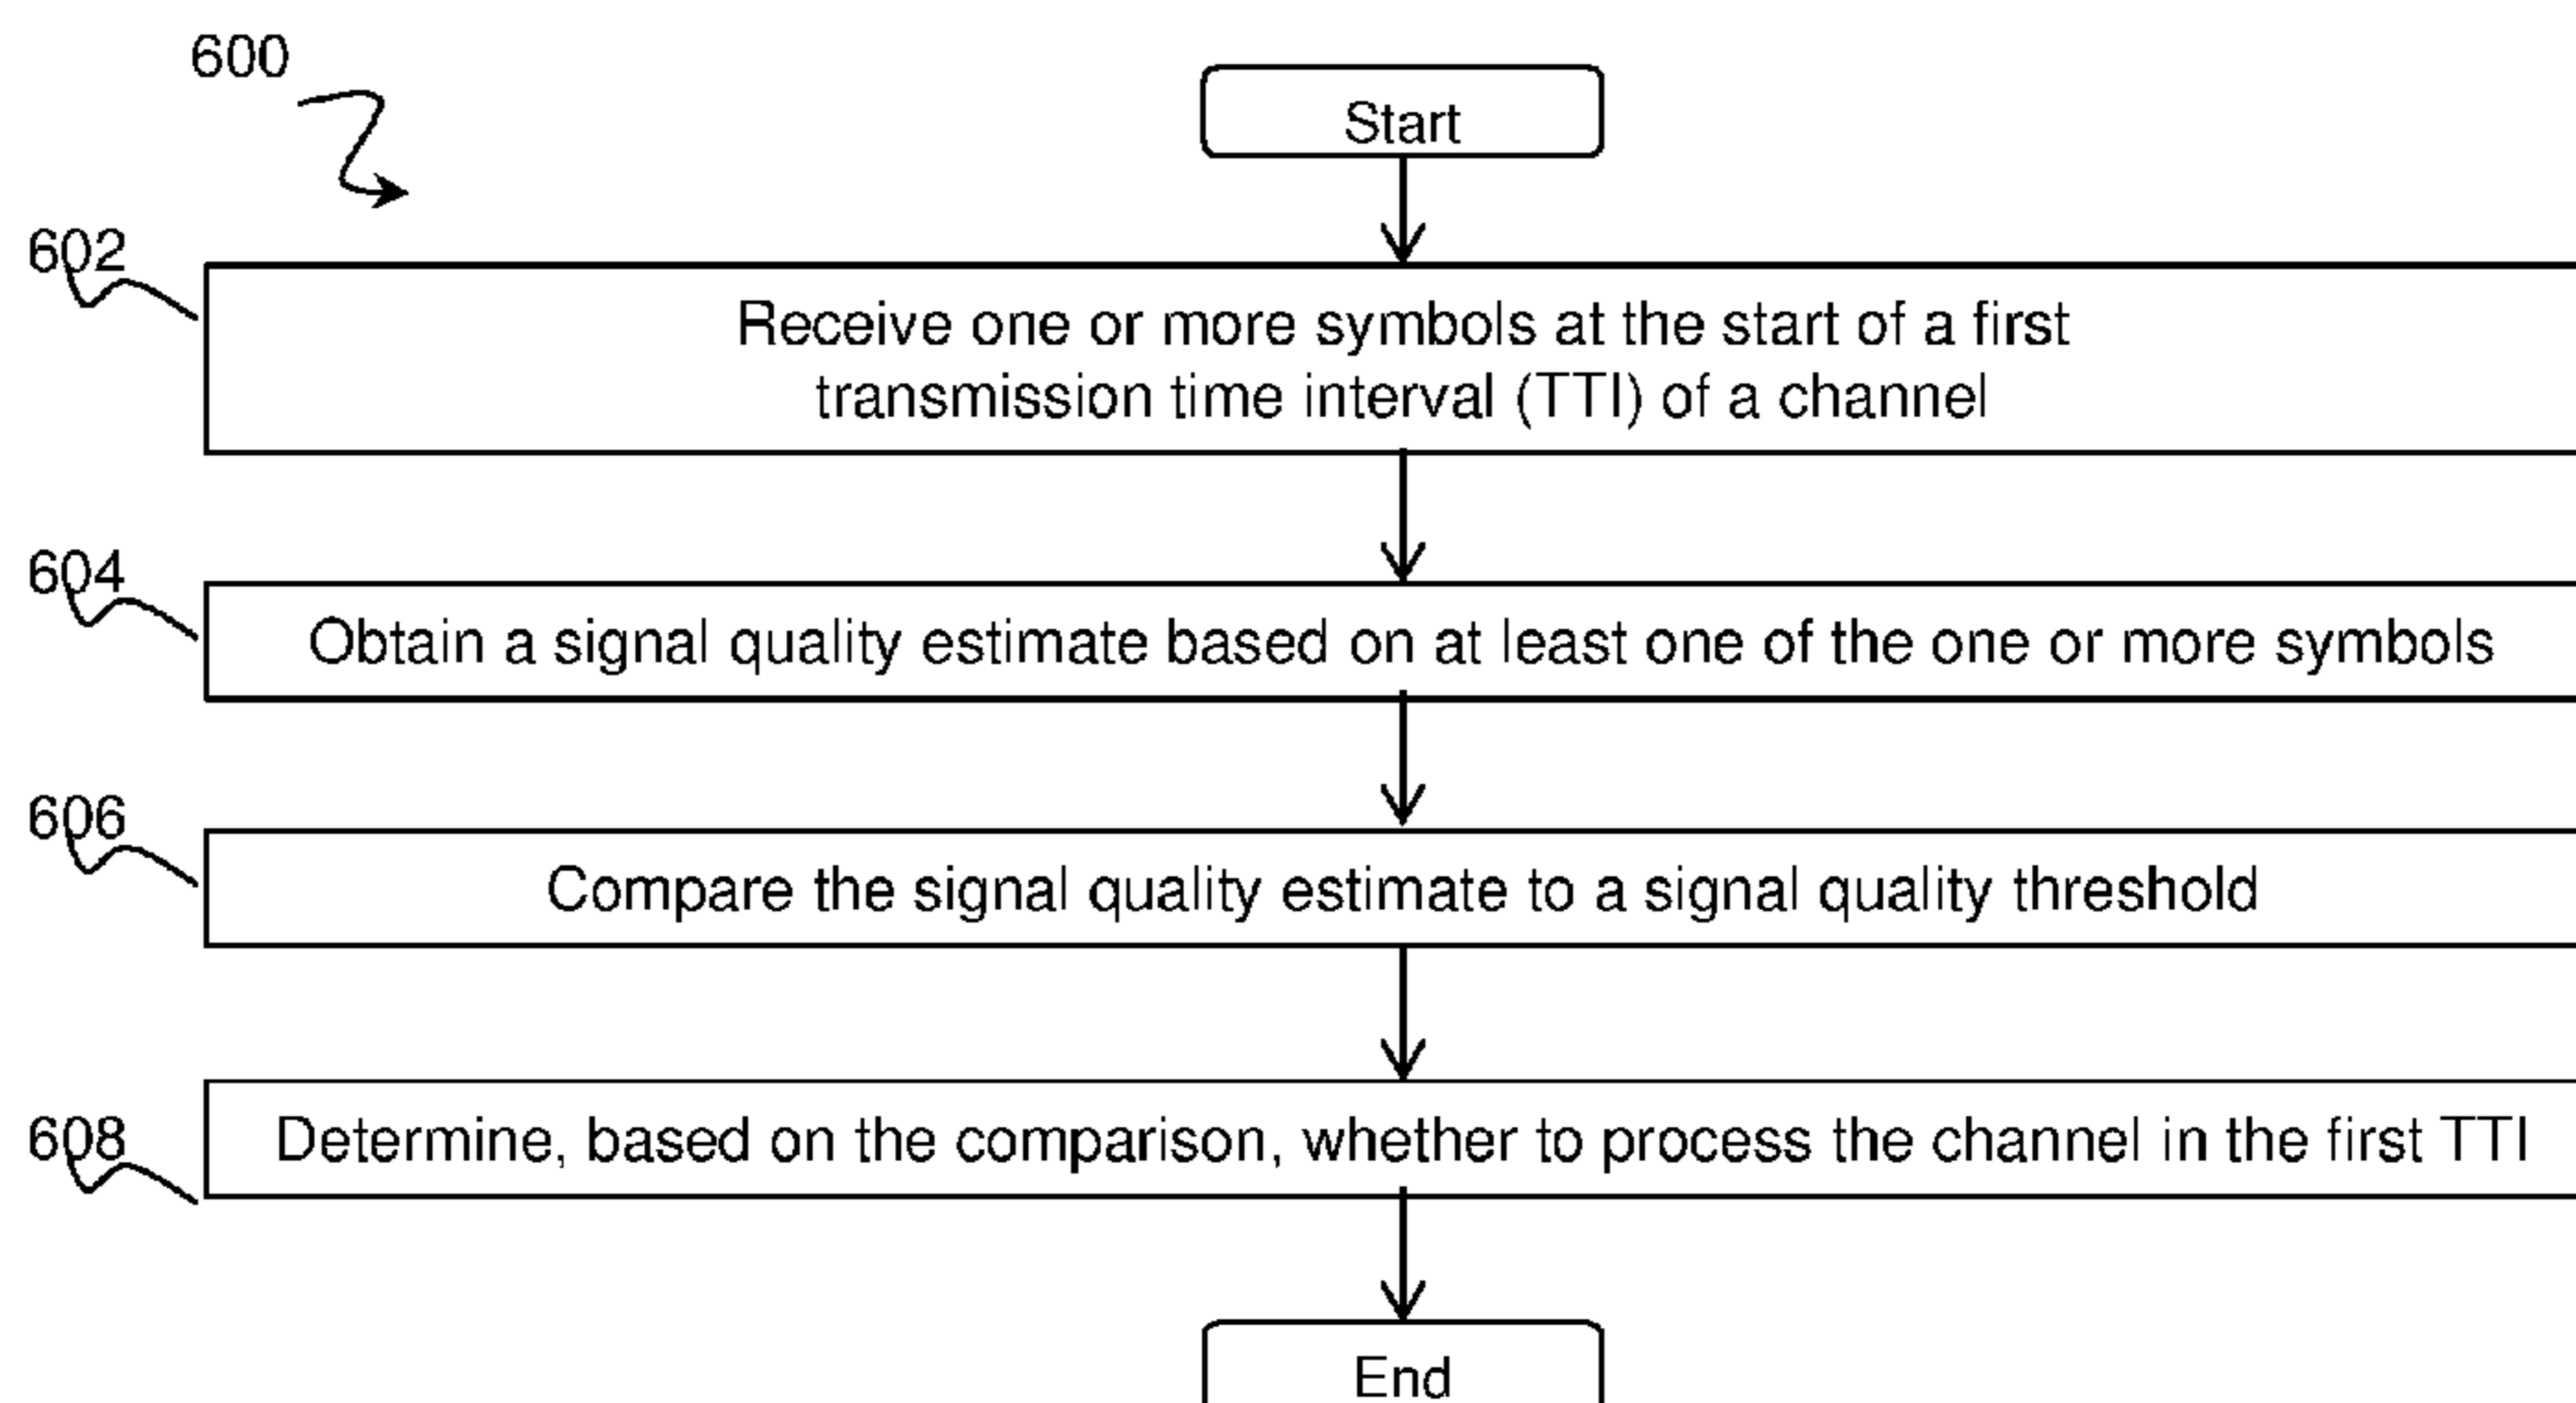 600
Start
602
Receive one or more symbols at the start of a first
transmission time interval (TTI) of a channel
604
Obtain a signal quality estimate based on at least one of the one or more symbols
606
Compare the signal quality estimate to a signal quality threshold
608
Determine, based on the comparison, whether to process the channel in the first TTI
End